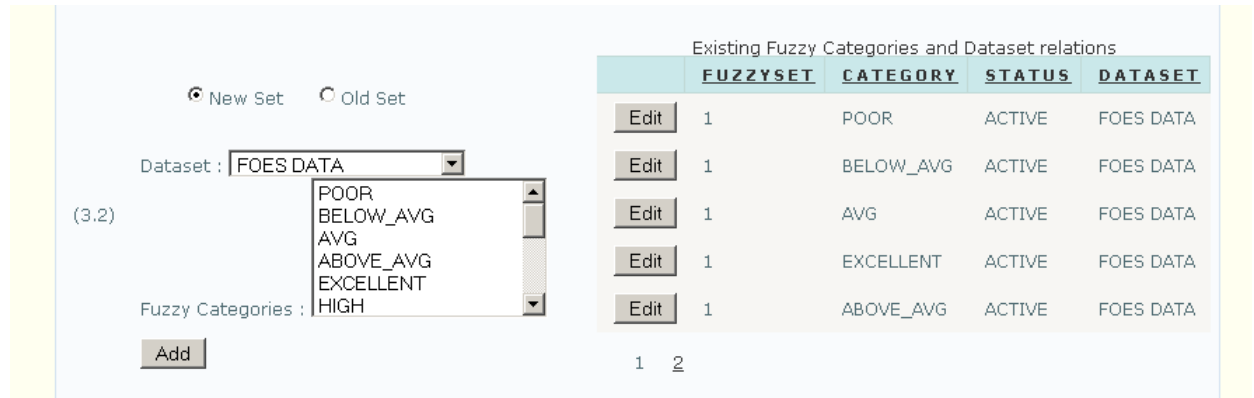 Existing Fuzzy Categories and Dataset relations
FUZZYSET CATEGORY STATUS DATASET
New Set Old Set
Edit 1 POOR ACTIVE FOES DATA
Dataset : FOES DATA
Edit 1 BELOW_AVG ACTIVE FOES DATA
POOR
(3.2) BELOW_AVG
Edit 1 AVG ACTIVE FOES DATA
AVG
ABOVE_AVG
Edit 1 EXCELLENT ACTIVE FOES DATA
EXCELLENT
Fuzzy Categories : HIGH
Edit 1 ABOVE_AVG ACTIVE FOES DATA
Add
1 2